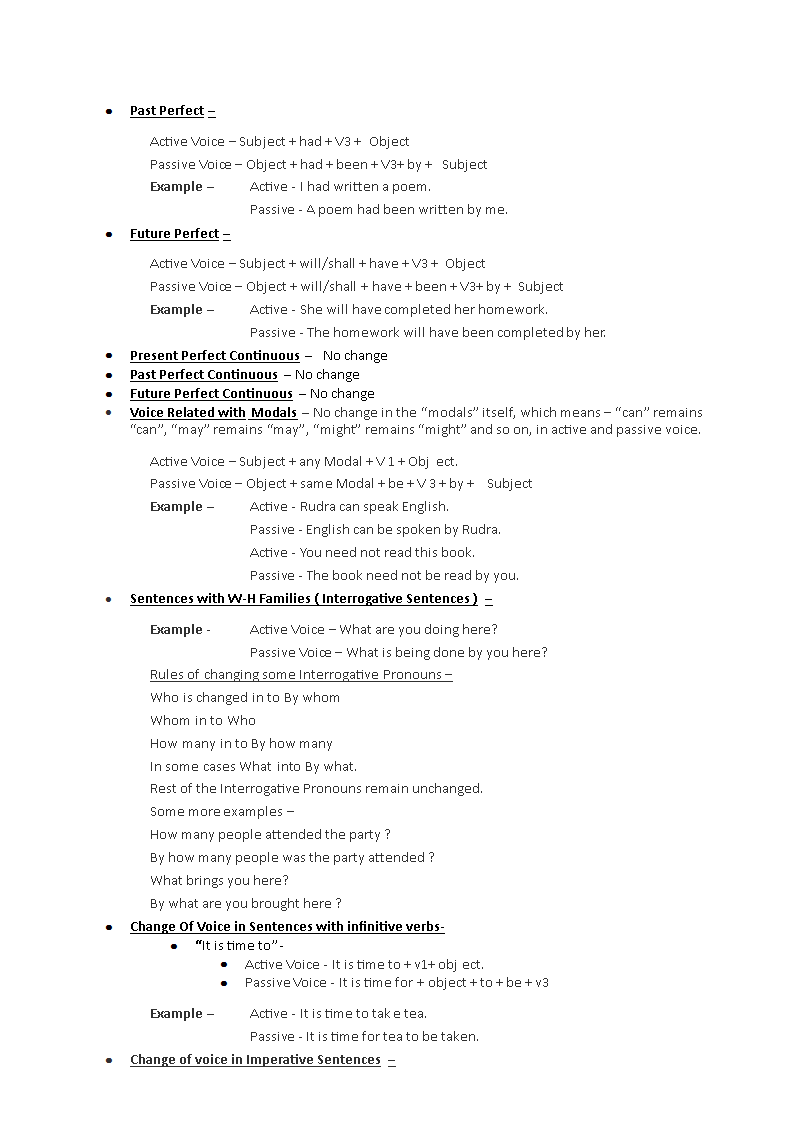 • Past Perfect –
Active Voice – Subject + had + V3 + Object
Passive Voice – Object + had + been + V3+ by + Subject
Example – Active - I had written a poem.
Passive - A poem had been written by me.
• Future Perfect –
Active Voice – Subject + will/shall + have + V3 + Object
Passive Voice – Object + will/shall + have + been + V3+ by + Subject
Example – Active - She will have completed her homework.
Passive - The homework will have been completed by her.
• Present Perfect Continuous – No change
• Past Perfect Continuous – No change
• Future Perfect Continuous – No change
• Voice Related with Modals – No change in the “modals” itself, which means – “can” remains
“can”, “may” remains “may”, “might” remains “might” and so on, in active and passive voice.
Active Voice – Subject + any Modal + V 1 + Obj ect.
Passive Voice – Object + same Modal + be + V 3 + by + Subject
Example – Active - Rudra can speak English.
Passive - English can be spoken by Rudra.
Active - You need not read this book.
Passive - The book need not be read by you.
• Sentences with W-H Families ( Interrogative Sentences ) –
Example - Active Voice – What are you doing here?
Passive Voice – What is being done by you here?
Rules of changing some Interrogative Pronouns –
Who is changed in to By whom
Whom in to Who
How many in to By how many
In some cases What into By what.
Rest of the Interrogative Pronouns remain unchanged.
Some more examples –
How many people attended the party ?
By how many people was the party attended ?
What brings you here?
By what are you brought here ?
• Change Of Voice in Sentences with infinitive verbs-
• “It is time to”-
• Active Voice - It is time to + v1+ obj ect.
• Passive Voice - It is time for + object + to + be + v3
Example – Active - It is time to take tea.
Passive - It is time for tea to be taken.
• Change of voice in Imperative Sentences –